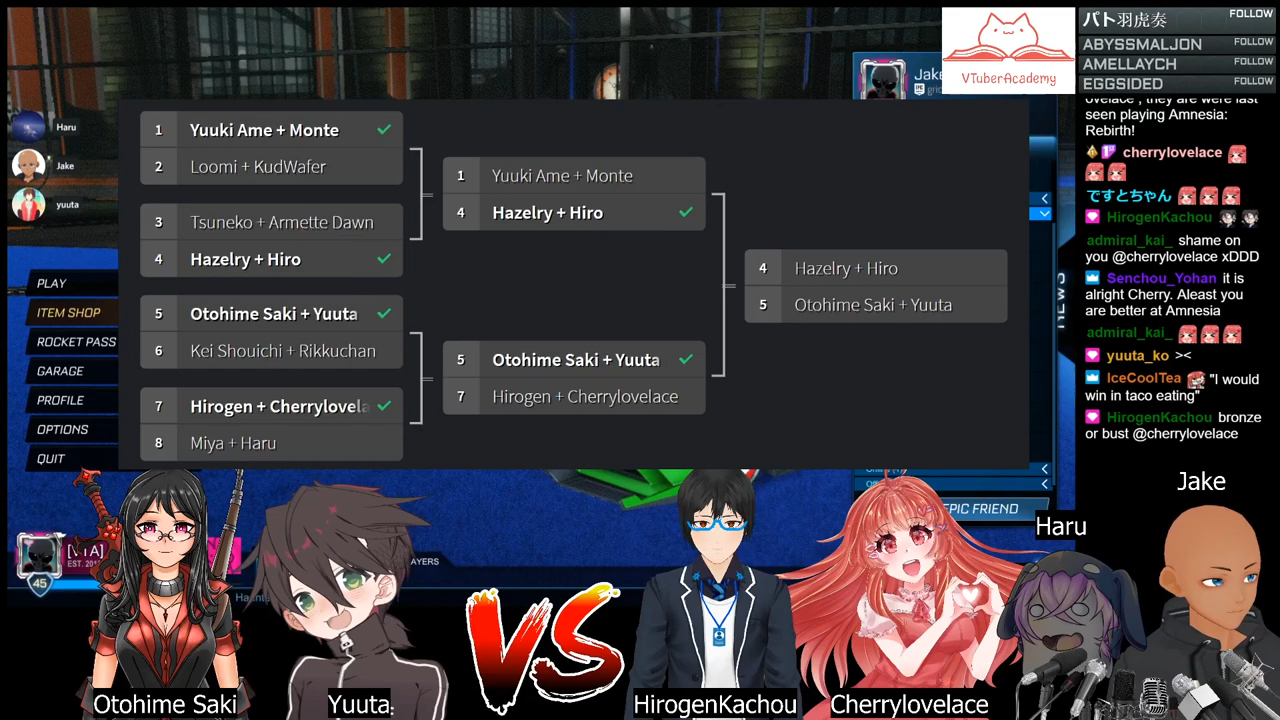 Haru
Jake
yuuta
Jake
VTuberAcademy
パト羽虎奏 FOLLOW
ABYSSMALJON FOLLOW
AMELLAYCH FOLLOW
EGGSIDED FOLLOW
1 Yuuki Ame + Monte
2 Loomi + KudWafer
3 Tsuneko + Armette Dawn
4 Hazelry + Hiro
5 Otohime Saki + Yuuta
6 Kei Shouichi + Rikkuchan
7 Hirogen + Cherrylovela
8 Miya + Haru
1 Yuuki Ame + Monte
4 Hazelry + Hiro
5 Otohime Saki + Yuuta
7 Hirogen + Cherrylovelace
4 Hazelry + Hiro
5 Otohime Saki + Yuuta
PLAY
ITEM SHOP
ROCKET PASS
GARAGE
PROFILE
OPTIONS
QUIT
NEWS
EPIC FRIEND
AYERS
45
EST. 201
ovelace , they are were last
seen playing Amnesia:
Rebirth!
cherrylovelace
ですとちゃん
HirogenKachou
admiral_kai_ shame on
you @cherrylovelace xDDD
Senchou_Yohan it is
alright Cherry. Aleast you
are better at Amnesia
admiral_kai_
yuuta_ko ><
IceCoolTea "I would
win in taco eating"
HirogenKachou bronze
or bust @cherrylovelace
VS
Otohime Saki
Yuuta
HirogenKachou
Cherrylovelace
Haru
Jake